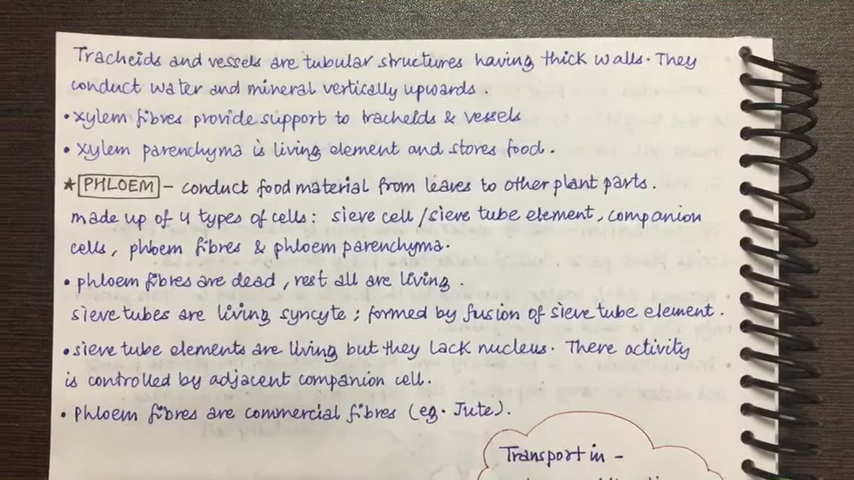 Tracheids and vessels are tubular structures having thick walls. They
conduct water and mineral vertically upwards.
• xylem fibres provide support to tracheids & vessels
• xylem parenchyma is living element and stores food.
★ PHLOEM - conduct food material from leaves to other plant parts.
made up of 4 types of cells: sieve cell/sieve tube element, companion
cells, phloem fibres & phloem parenchyma.
• phloem fibres are dead, rest all are living.
sieve tubes are living syncyte; formed by fusion of sieve tube element.
• sieve tube elements are living but they lack nucleus. There activity
is controlled by adjacent companion cell.
• Phloem fibres are commercial fibres (eg. Jute).
Transport in -